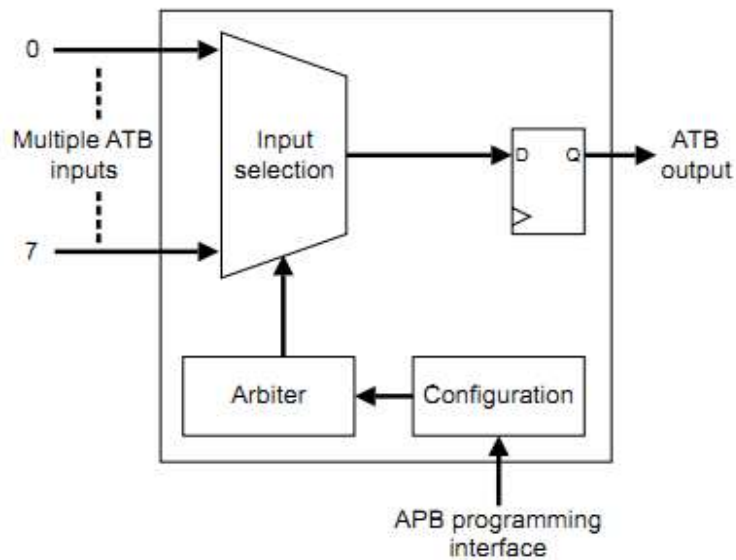 0
Multiple ATB
inputs
7
Input
selection
D Q
ATB
output
Arbiter
Configuration
APB programming
interface